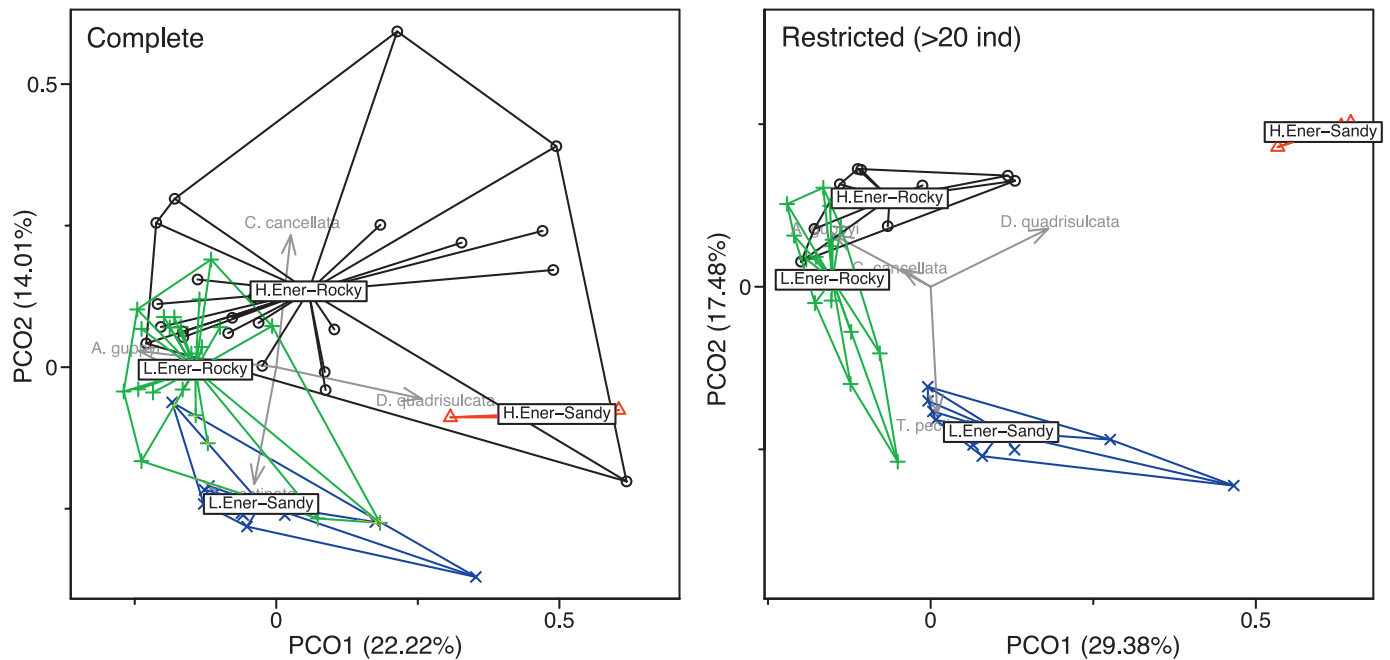 Complete
0.5
0
PCO2 (14.01%)
C. cancellata
H.Ener–Rocky
A.
L.Ener–Rocky
D. quadrisulcata
H.Ener–Sandy
L.Ener–Sandy
0
0.5
PCO1 (22.22%)
Restricted (>20 ind)
H.Ener–Sandy
H.Ener–Rocky
D. quadrisulcata
cancellata
L.Ener–Rocky
0
PCO2 (17.48%)
T.
L.Ener–Sandy
0
0.5
PCO1 (29.38%)